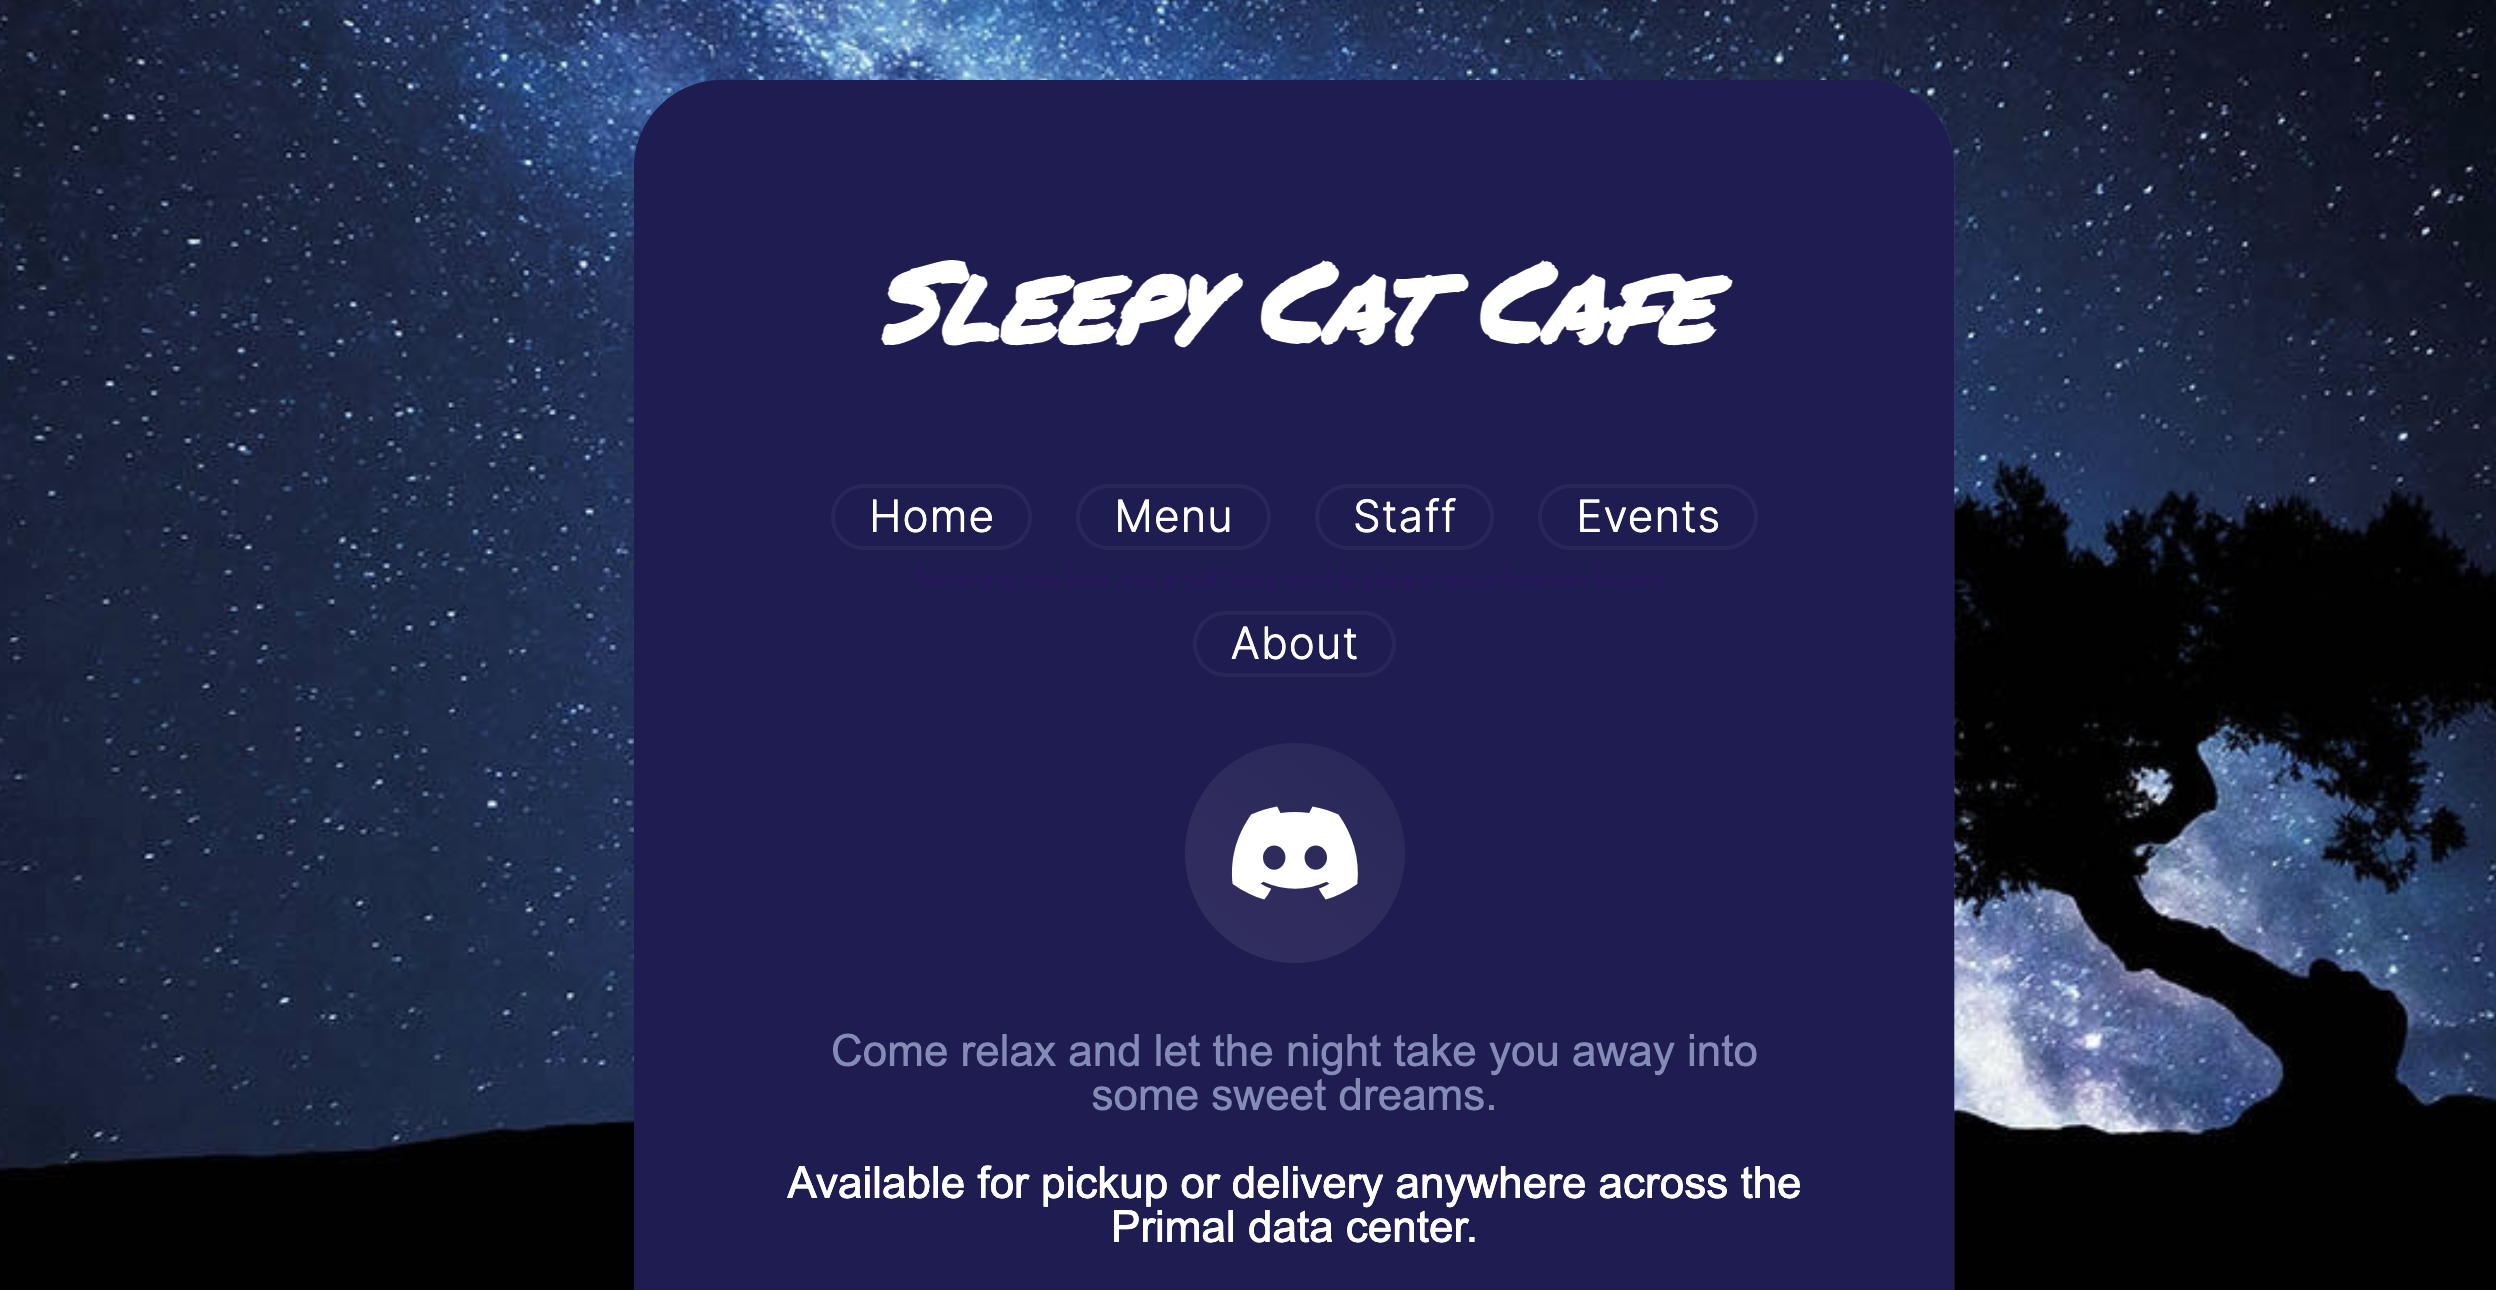 Sleepy Cat Cafe
Home Menu Staff Events
About
Come relax and let the night take you away into
some sweet dreams.
Available for pickup or delivery anywhere across the
Primal data center.